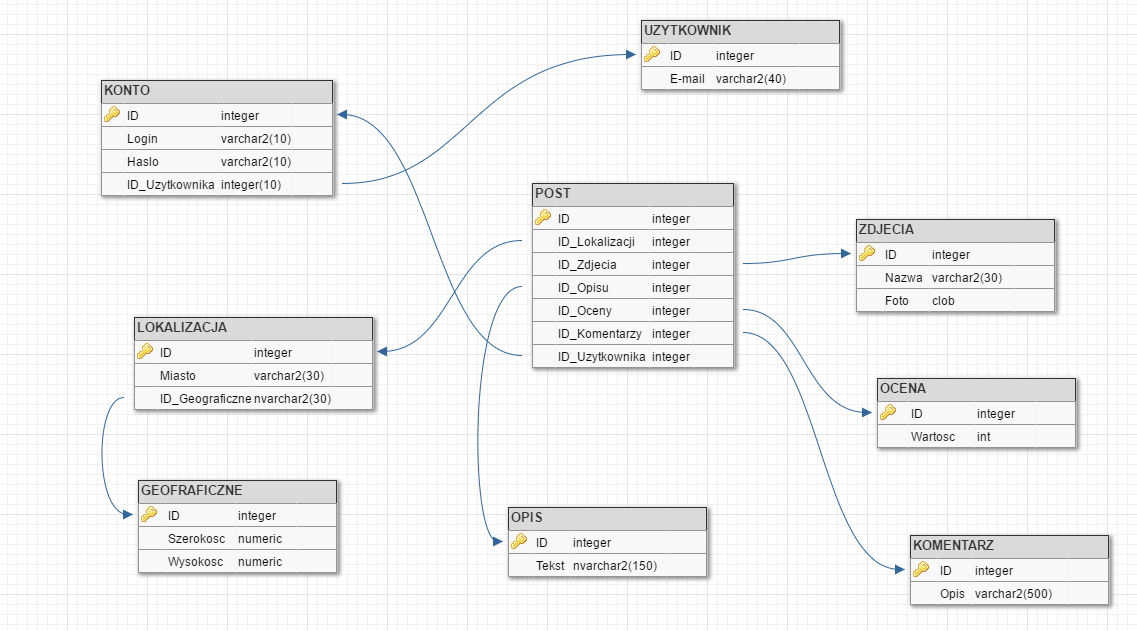 UZYTKOWNIK
ID integer
E-mail varchar2(40)
KONTO
ID integer
Login varchar2(10)
Haslo varchar2(10)
ID_Uzytkownika integer(10)
POST
ID integer
ID_Lokalizacji integer
ID_Zdjecia integer
ID_Opisu integer
ID_Oceny integer
ID_Komentarzy integer
ID_Uzytkownika integer
ZDJECIA
ID integer
Nazwa varchar2(30)
Foto clob
LOKALIZACJA
ID integer
Miasto varchar2(30)
ID_Geograficzne nvarchar2(30)
OCENA
ID integer
Wartosc int
GEOFRAFICZNE
ID integer
Szerokosc numeric
Wysokosc numeric
OPIS
ID integer
Tekst nvarchar2(150)
KOMENTARZ
ID integer
Opis varchar2(500)